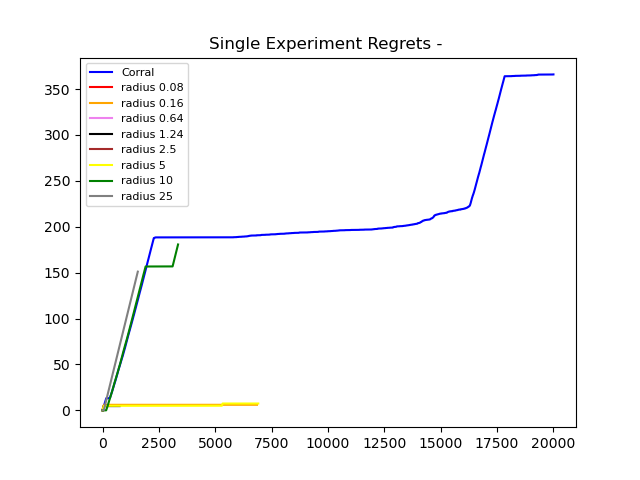 Single Experiment Regrets -
Corral
radius 0.08
radius 0.16
radius 0.64
radius 1.24
radius 2.5
radius 5
radius 10
radius 25
350
300
250
200
150
100
50
0
0 2500 5000 7500 10000 12500 15000 17500 20000